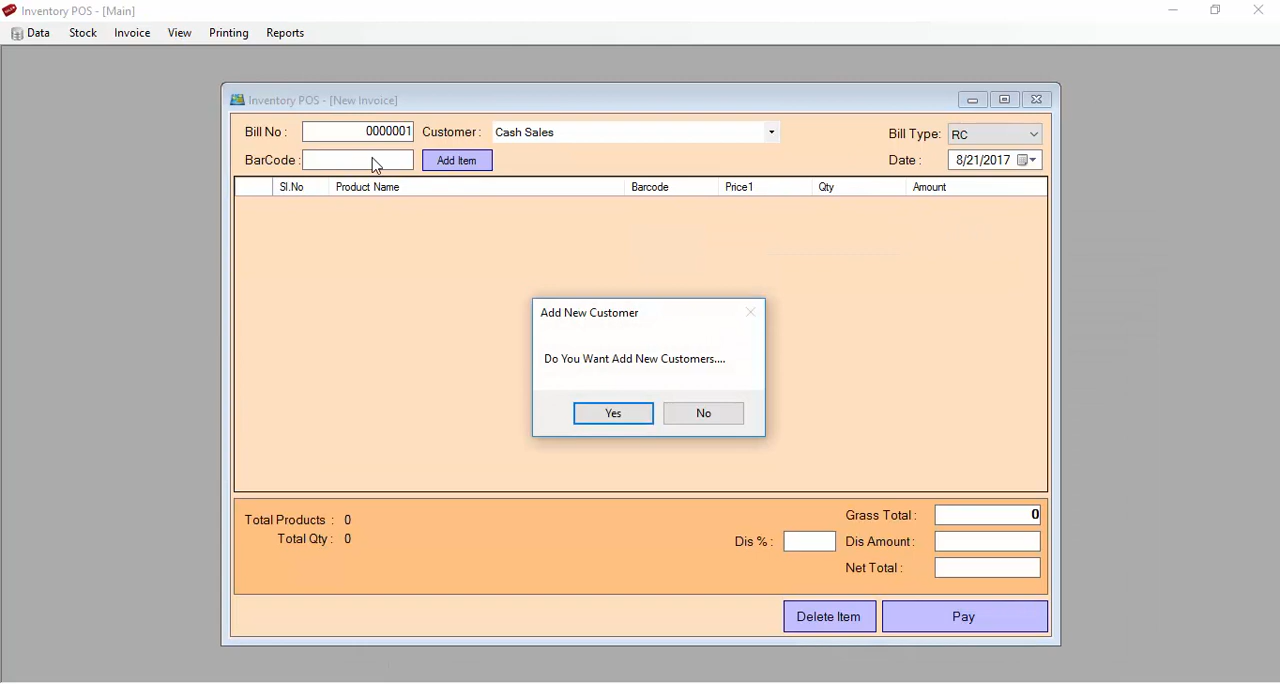 Inventory POS - [Main]
Data Stock Invoice View Printing Reports
Inventory POS - [New Invoice]
Bill No : 0000001 Customer : Cash Sales Bill Type: RC
BarCode : Add Item Date : 8/21/2017
Sl.No Product Name Barcode Price1 Qty Amount
Add New Customer
Do You Want Add New Customers....
Yes No
Total Products : 0 Grass Total : 0
Total Qty : 0 Dis % : Dis Amount :
Net Total :
Delete Item Pay